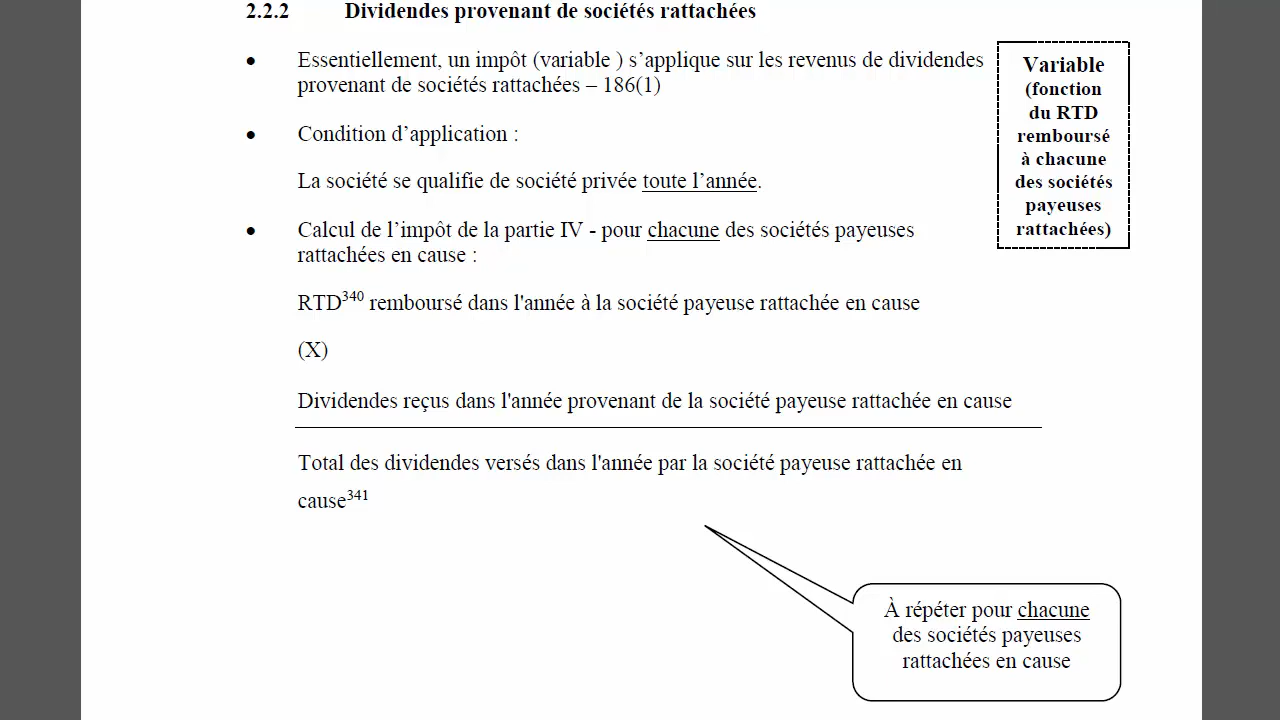 2.2.2 Dividendes provenant de sociétés rattachées
• Essentiellement, un impôt (variable ) s’applique sur les revenus de dividendes
provenant de sociétés rattachées – 186(1)
• Condition d’application :
La société se qualifie de société privée toute l’année.
• Calcul de l’impôt de la partie IV - pour chacune des sociétés payeuses
rattachées en cause :
RTD340 remboursé dans l'année à la société payeuse rattachée en cause
(X)
Dividendes reçus dans l'année provenant de la société payeuse rattachée en cause
Total des dividendes versés dans l'année par la société payeuse rattachée en
cause341
Variable
(fonction
du RTD
remboursé
à chacune
des sociétés
payeuses
rattachées)
À répéter pour chacune
des sociétés payeuses
rattachées en cause